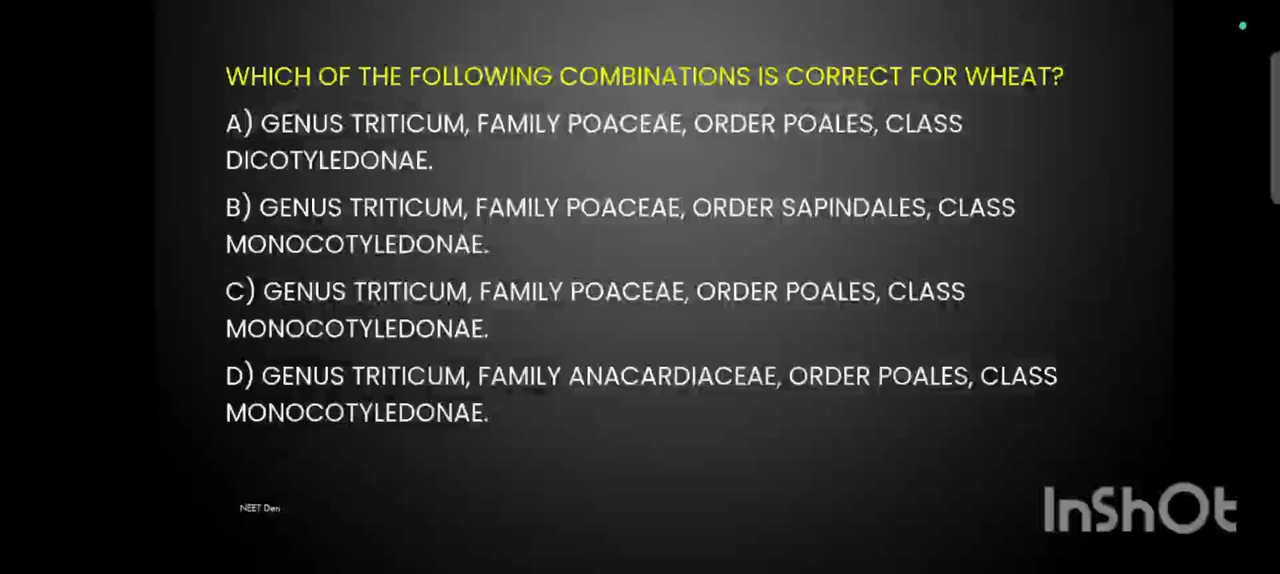 WHICH OF THE FOLLOWING COMBINATIONS IS CORRECT FOR WHEAT?
A) GENUS TRITICUM, FAMILY POACEAE, ORDER POALES, CLASS
DICOTYLEDONAE.
B) GENUS TRITICUM, FAMILY POACEAE, ORDER SAPINDALES, CLASS
MONOCOTYLEDONAE.
C) GENUS TRITICUM, FAMILY POACEAE, ORDER POALES, CLASS
MONOCOTYLEDONAE.
D) GENUS TRITICUM, FAMILY ANACARDIACEAE, ORDER POALES, CLASS
MONOCOTYLEDONAE.
NEET Den
InShOt